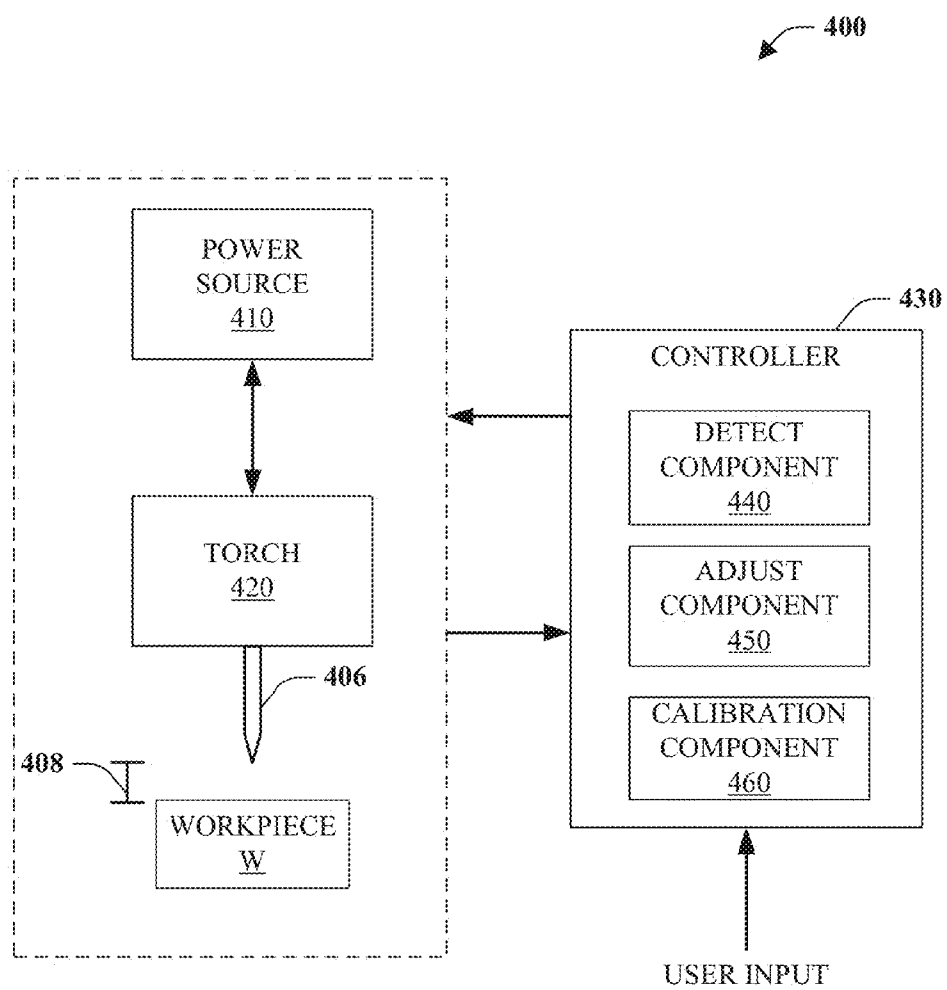 400
POWER
SOURCE
410
430
CONTROLLER
DETECT
COMPONENT
440
TORCH
420
ADJUST
COMPONENT
450
406
CALIBRATION
COMPONENT
460
408
WORKPIECE
W
USER INPUT